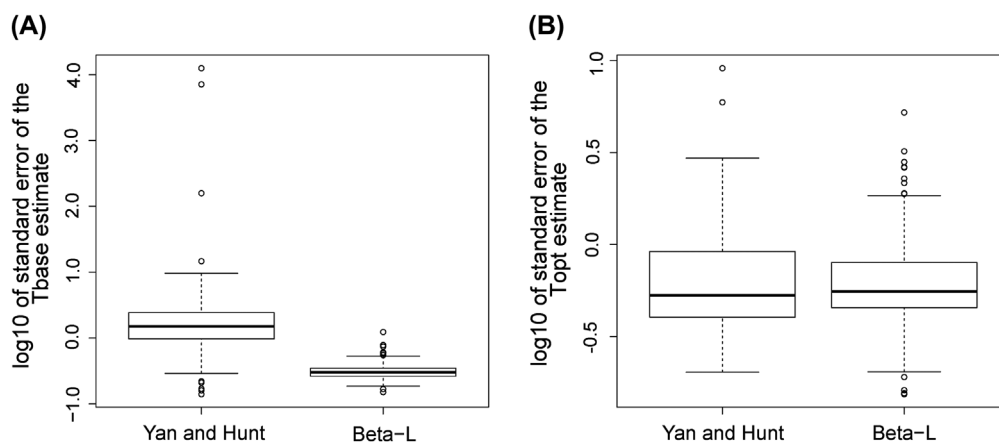 (A)
log10 of standard error of the
Tbase estimate
4.0
3.0
2.0
1.0
0.0
−1.0
Yan and Hunt
Beta−L
(B)
log10 of standard error of the
Topt estimate
1.0
0.5
0.0
−0.5
Yan and Hunt
Beta−L